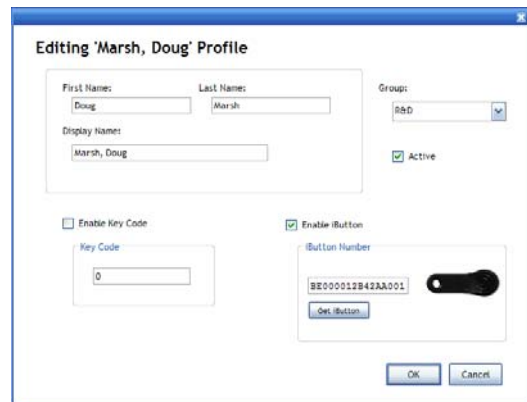 Editing 'Marsh, Doug' Profile
First Name: Last Name: Group:
Doug Marsh R&D
Display Name:
Marsh, Doug
Active
Enable Key Code Enable iButton
Key Code iButton Number
0 BE000012B42AA001
Get iButton
OK Cancel